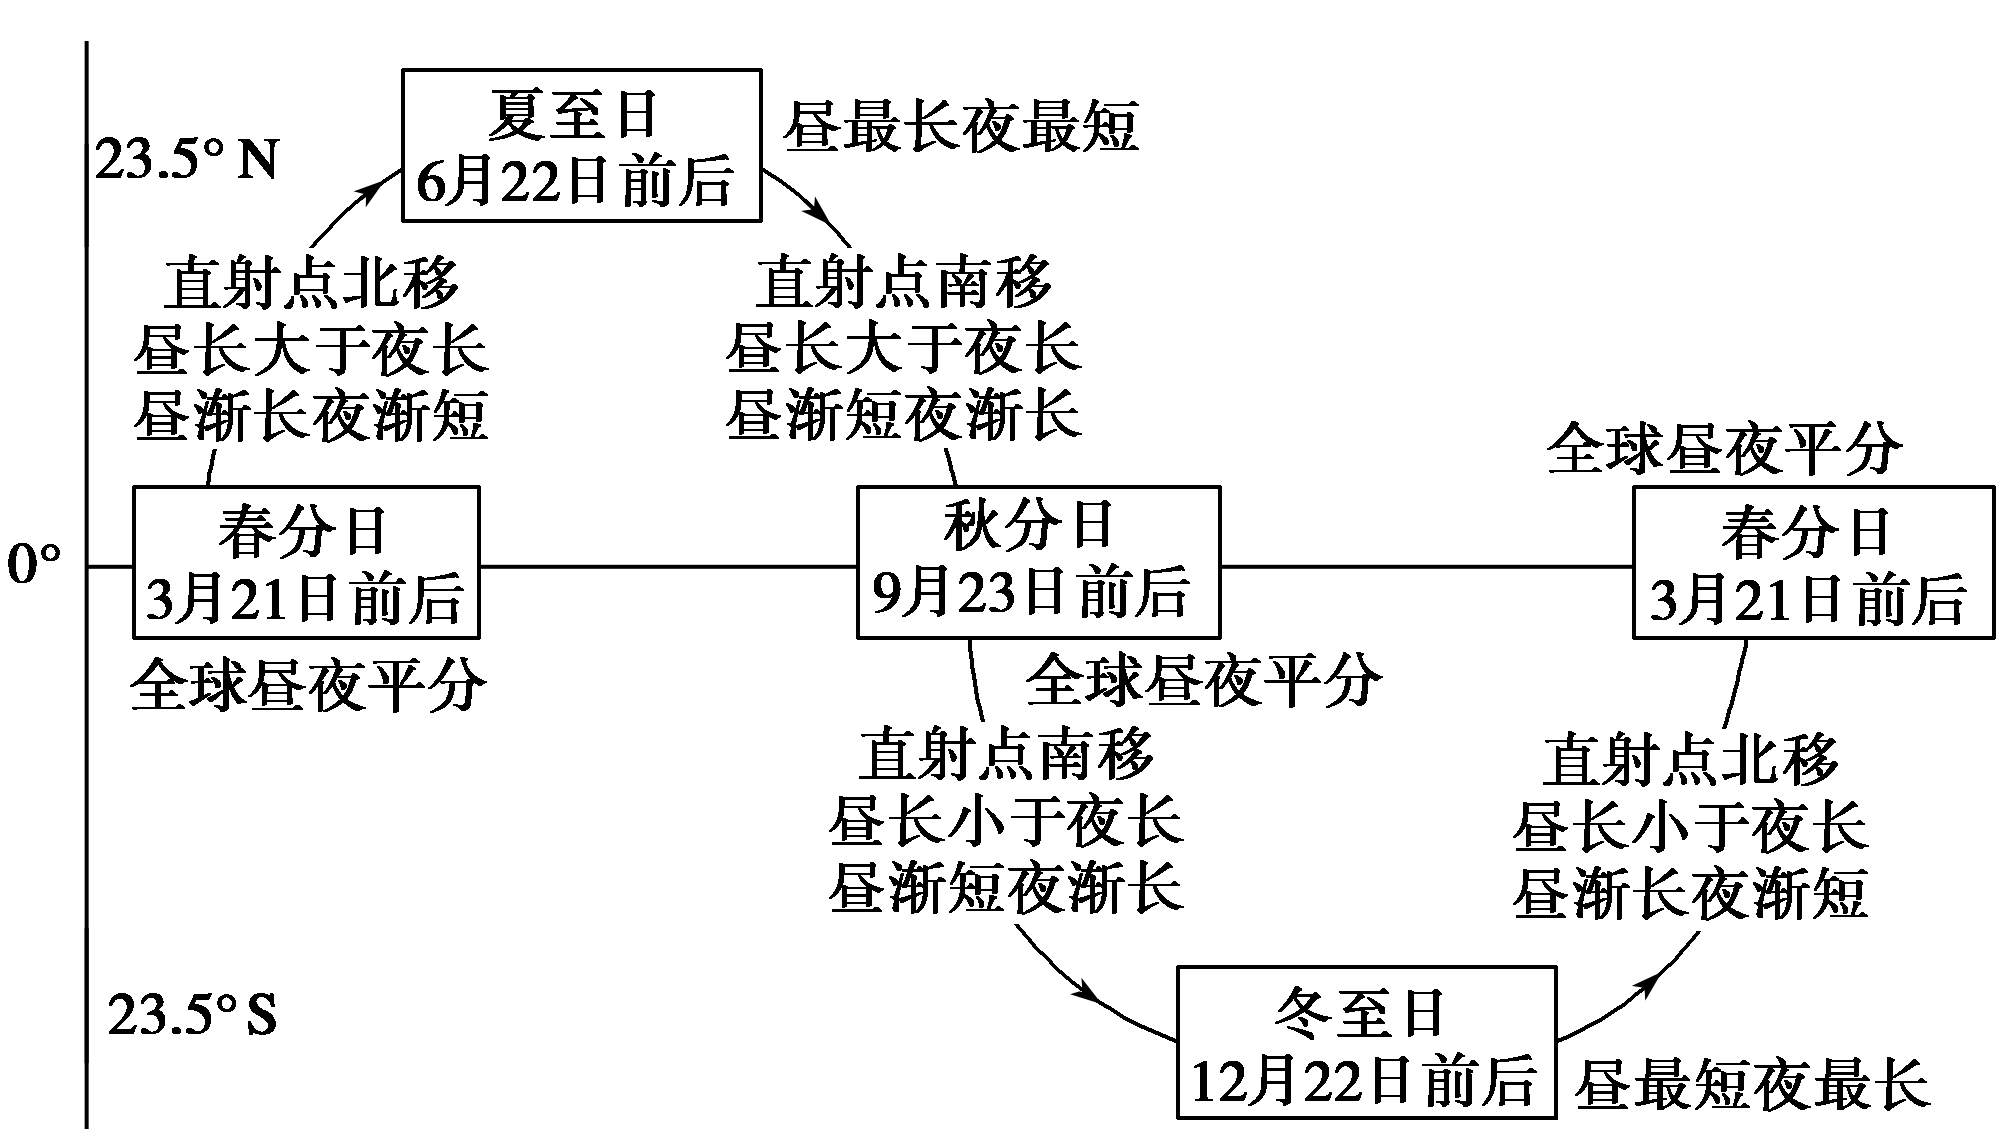 23.5° N
夏至日
6月22日前后
昼最长夜最短
直射点北移
昼长大于夜长
昼渐长夜渐短
直射点南移
昼长大于夜长
昼渐短夜渐长
0°
春分日
3月21日前后
全球昼夜平分
秋分日
9月23日前后
全球昼夜平分
全球昼夜平分
春分日
3月21日前后
直射点南移
昼长小于夜长
昼渐短夜渐长
直射点北移
昼长小于夜长
昼渐长夜渐短
23.5° S
冬至日
12月22日前后
昼最短夜最长